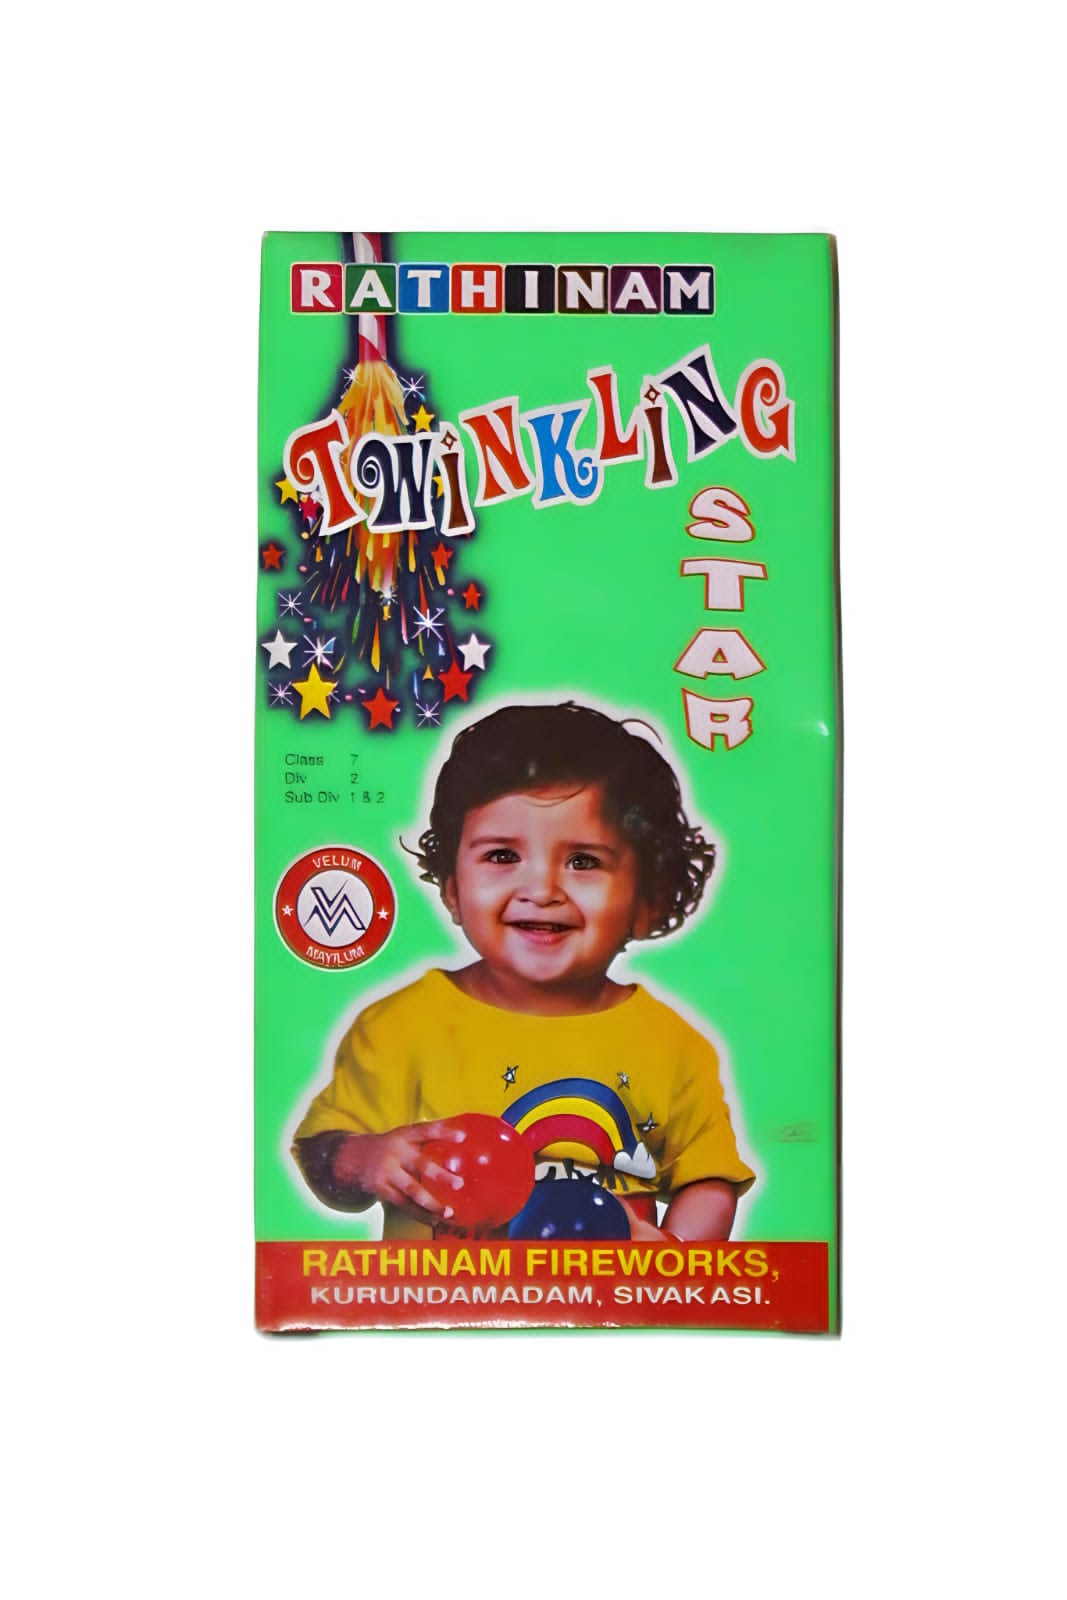 RATHINAM
TWiNKLiNG
STAR
Class 7
Div 2
Sub Div 1 & 2
VELUM
MAYILUM
RATHINAM FIREWORKS,
KURUNDAMADAM, SIVAKASI.